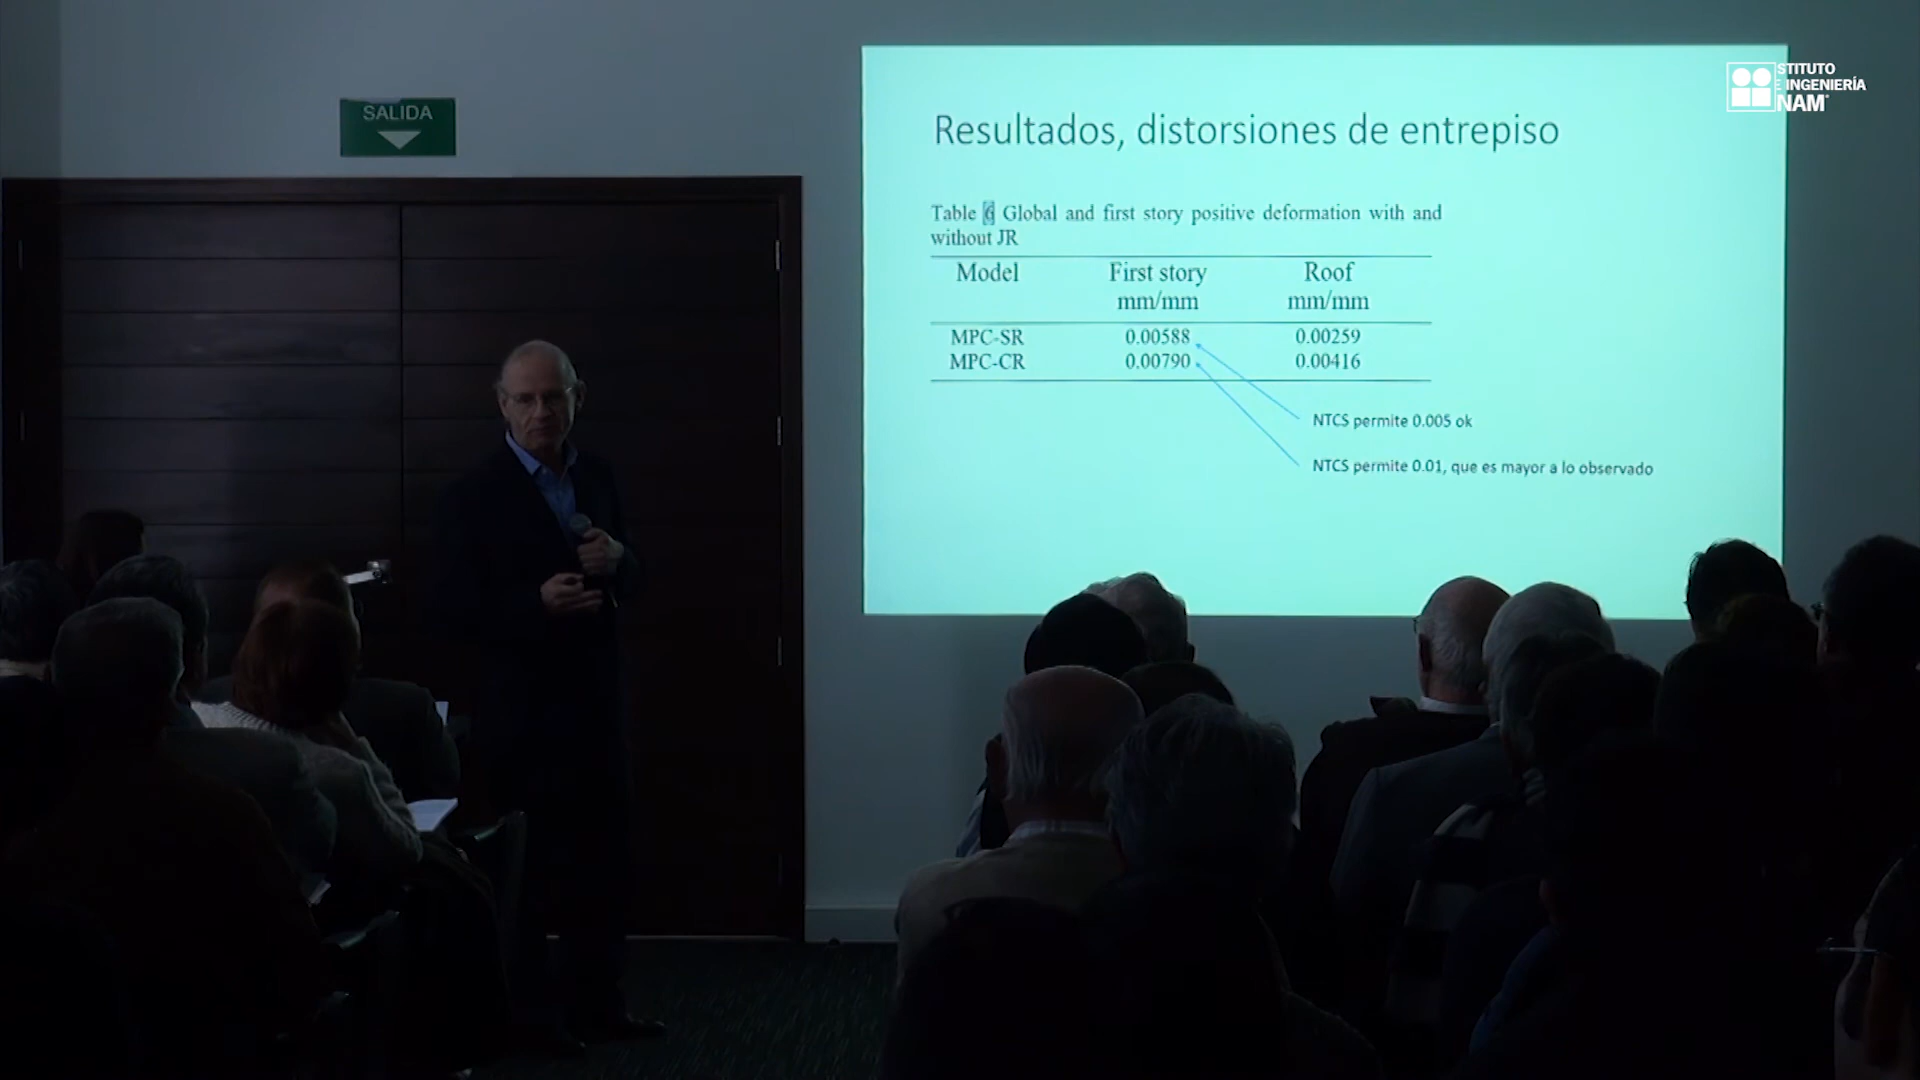 SALIDA
STITUTO
E INGENIERÍA
NAM
Resultados, distorsiones de entrepiso
Table 6 Global and first story positive deformation with and
without JR
Model First story Roof
mm/mm mm/mm
MPC-SR 0.00588 0.00259
MPC-CR 0.00790 0.00416
NTCS permite 0.005 ok
NTCS permite 0.01, que es mayor a lo observado